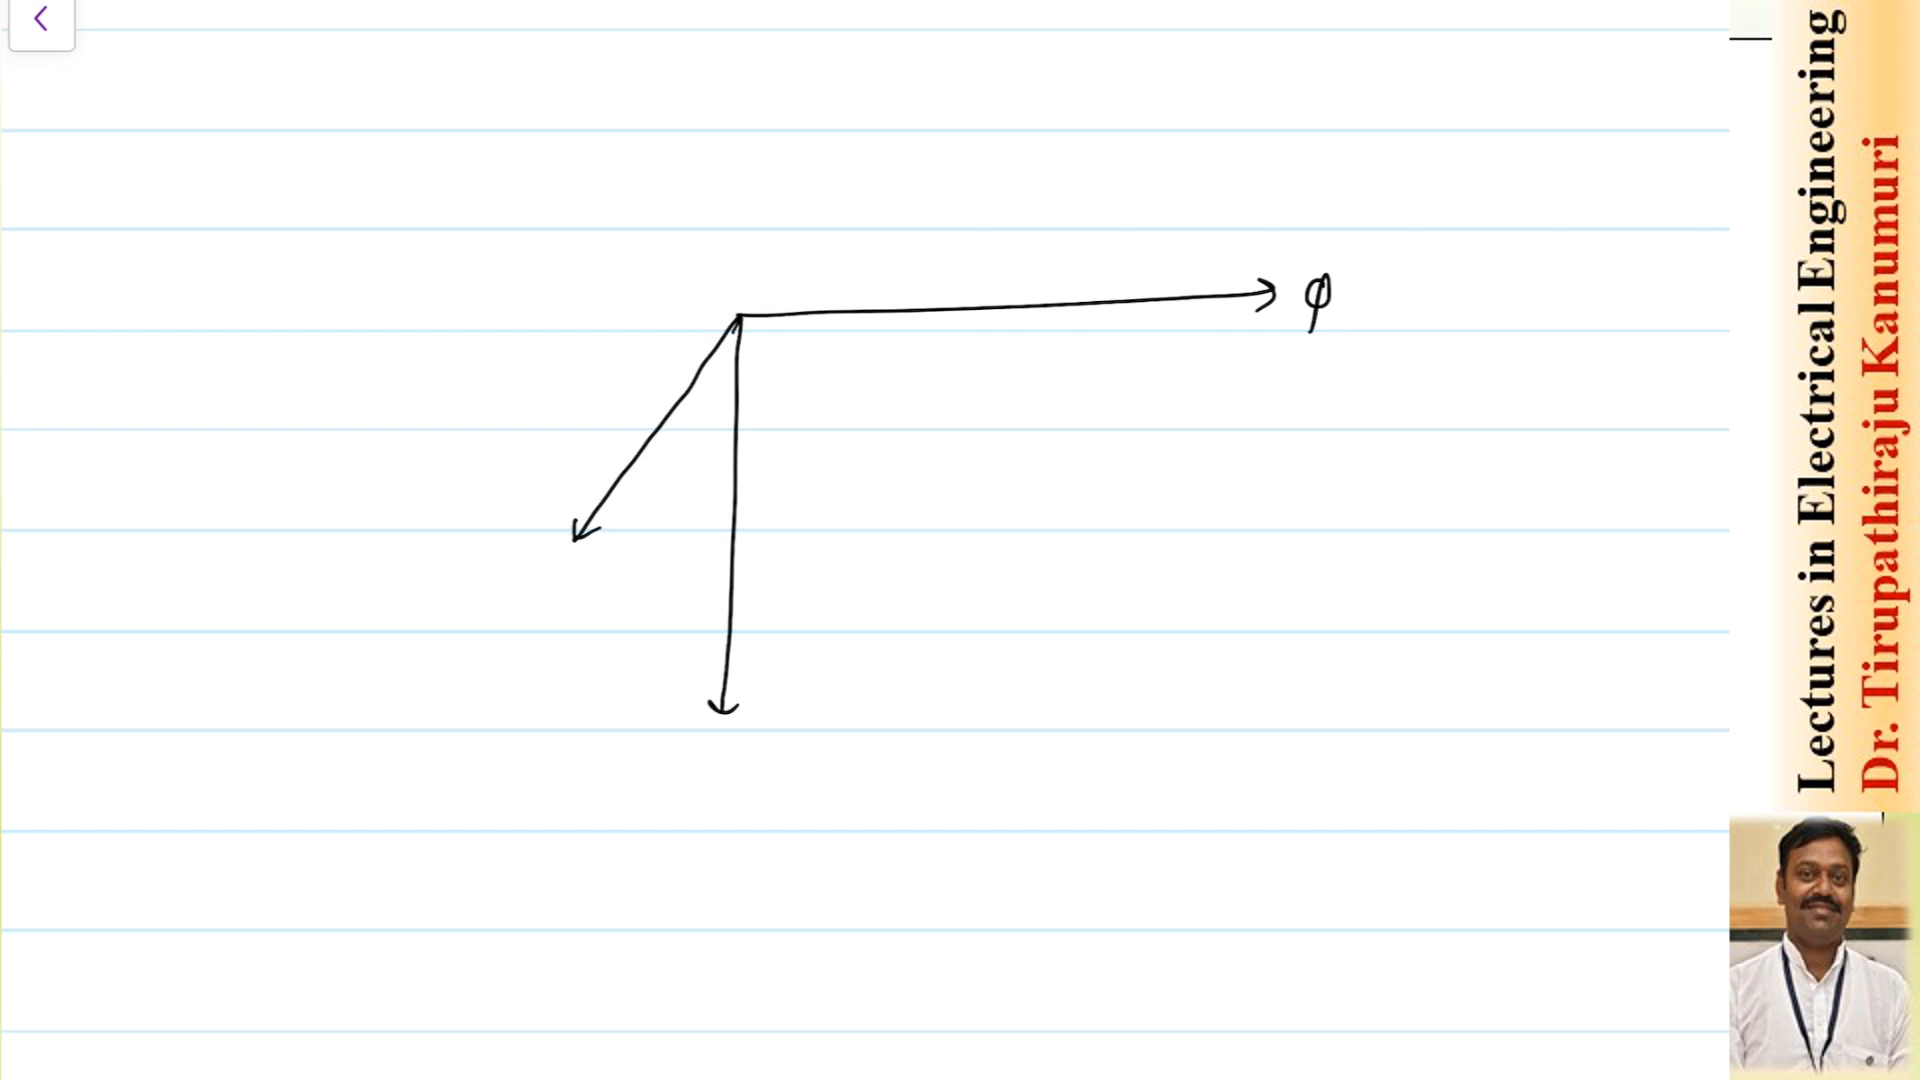 ϕ
Lectures in Electrical Engineering
Dr. Tirupathiraju Kanumuri